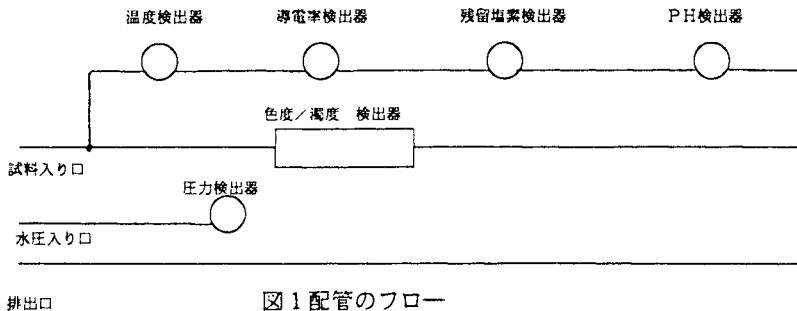 温度検出器 導電率検出器 残留塩素検出器 PH検出器
色度／濁度 検出器
試料入り口
圧力検出器
水圧入り口
排出口 図1配管のフロー